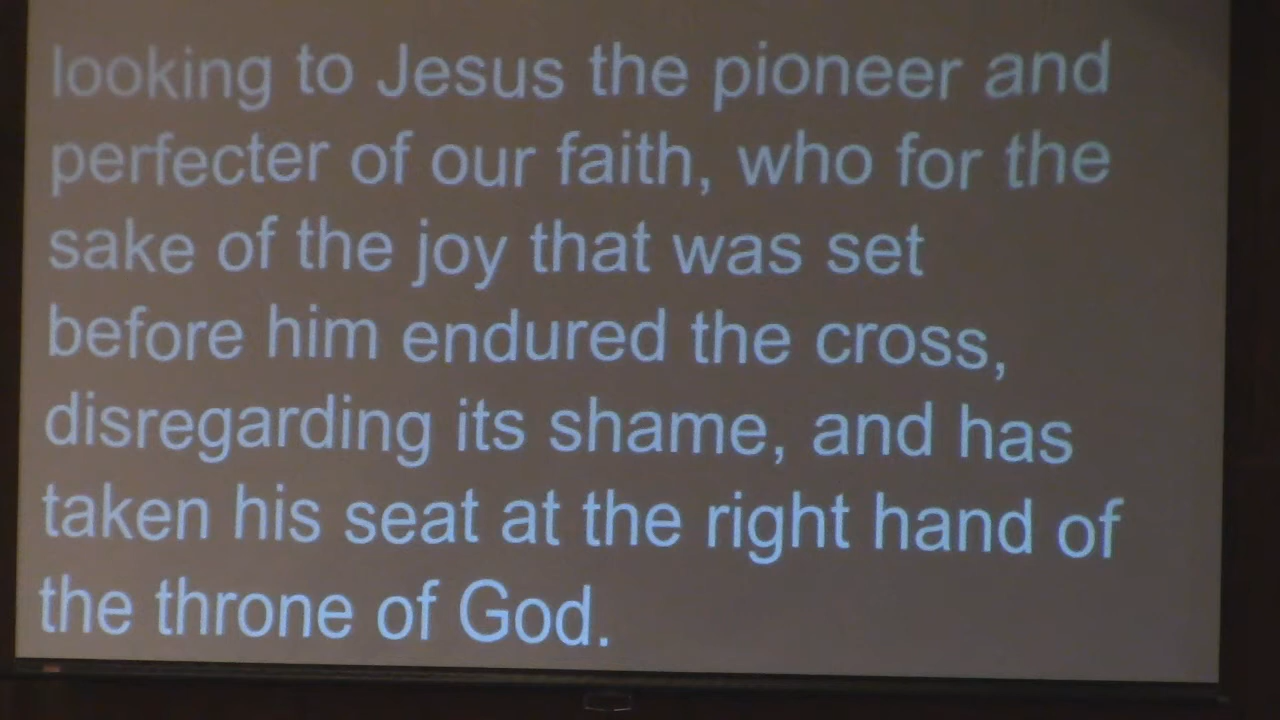 looking to Jesus the pioneer and
perfecter of our faith, who for the
sake of the joy that was set
before him endured the cross,
disregarding its shame, and has
taken his seat at the right hand of
the throne of God.